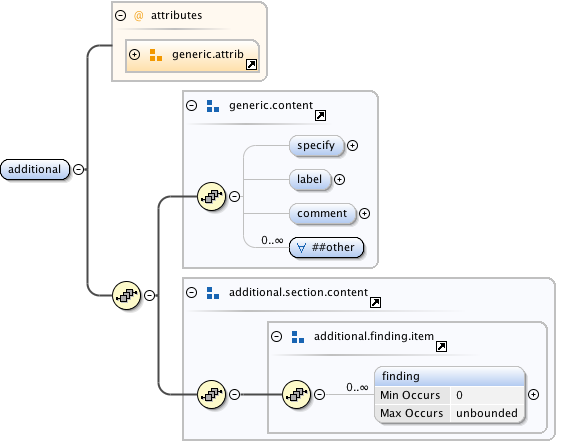 @ attributes
generic.attrib
generic.content
specify
label
comment
0..∞
∀ ##other
additional
additional.section.content
additional.finding.item
finding
0..∞
Min Occurs 0
Max Occurs unbounded